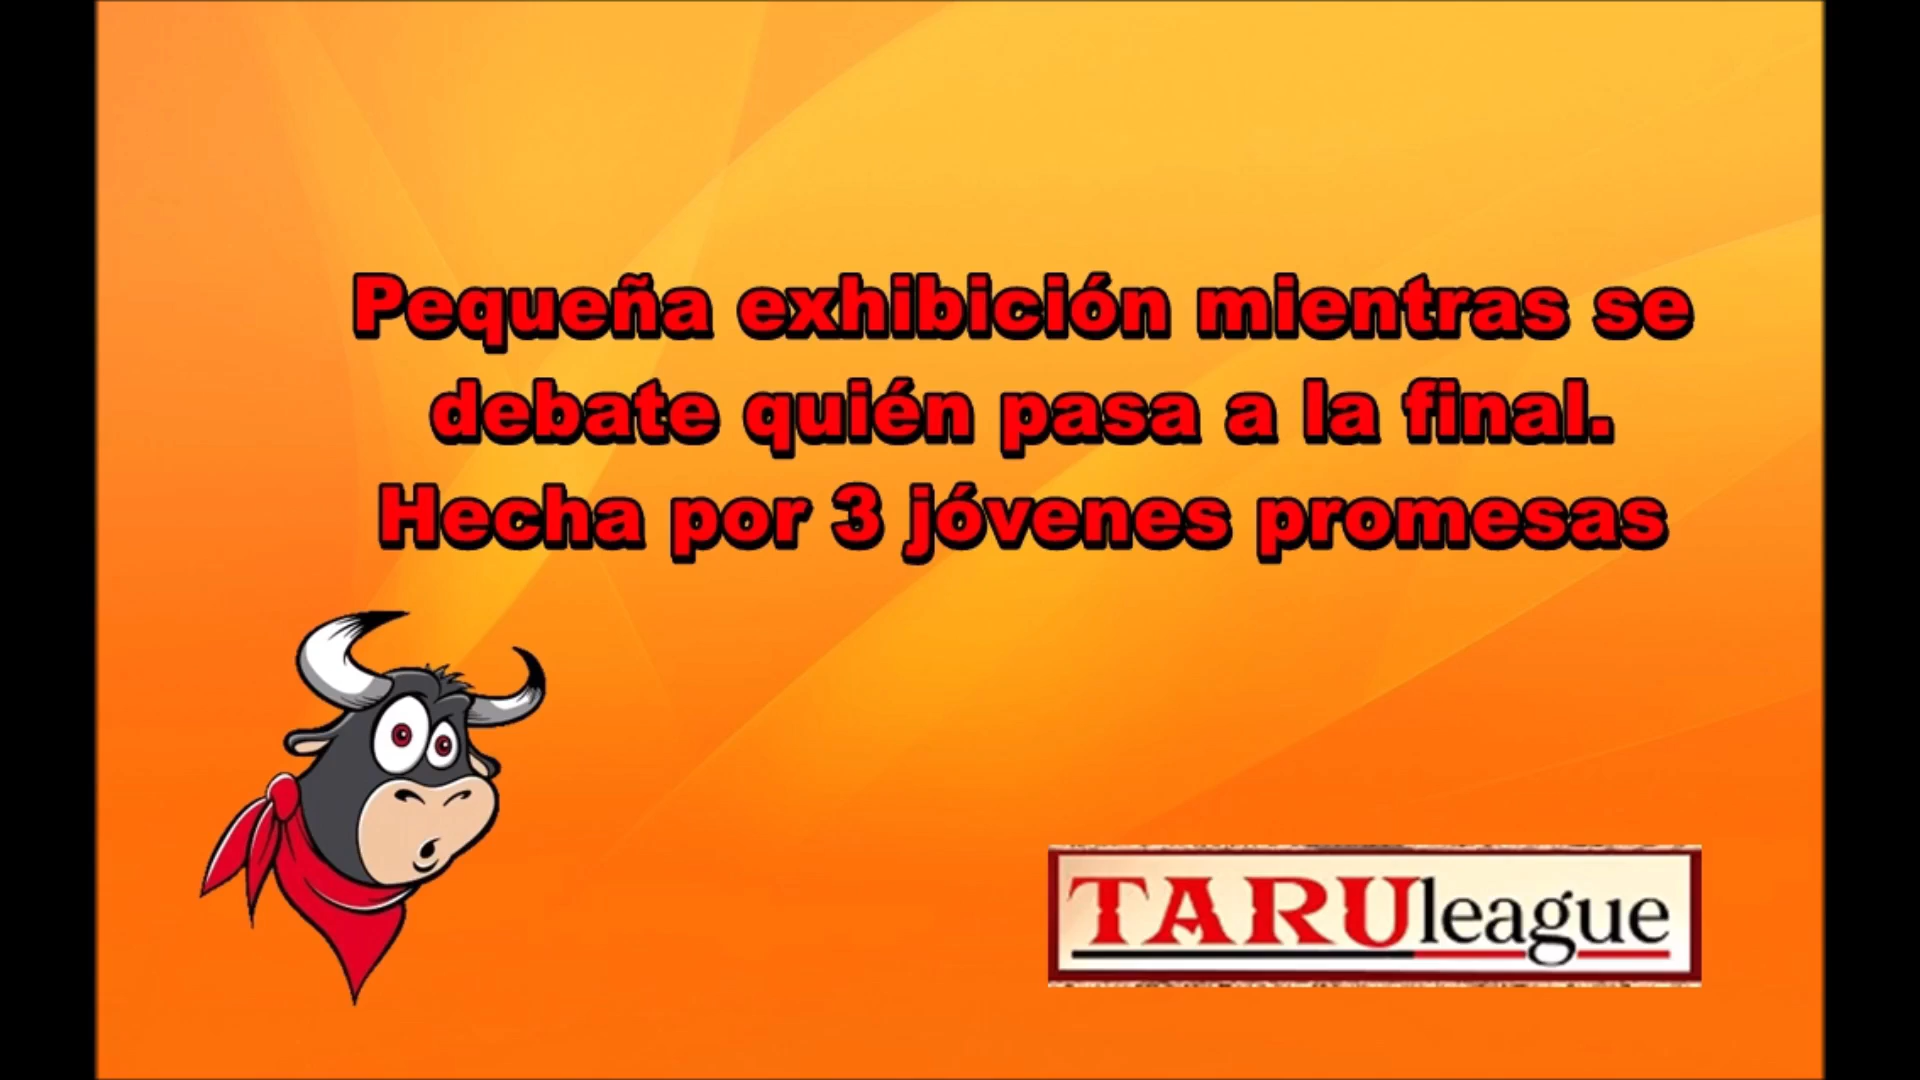 Pequeña exhibición mientras se
debate quién pasa a la final.
Hecha por 3 jóvenes promesas
TARUleague